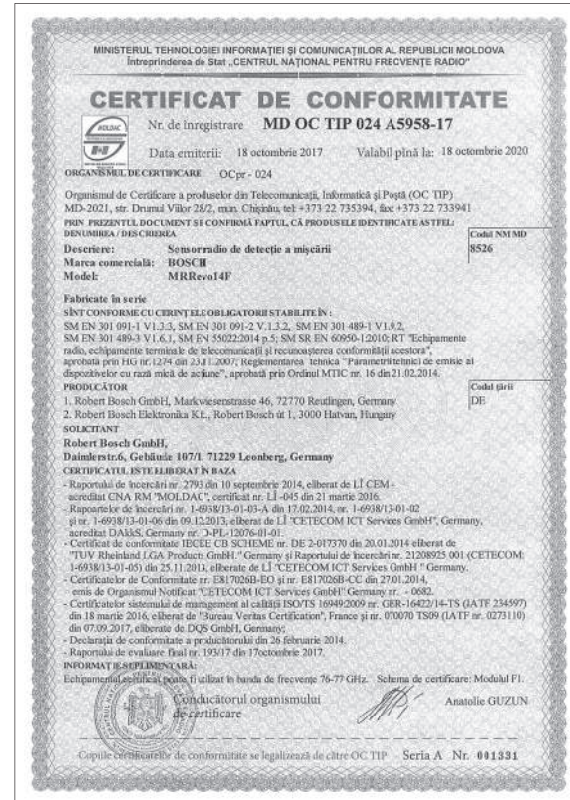 MINISTERUL TEHNOLOGIEI INFORMAȚIEI ȘI COMUNICAȚIILOR AL REPUBLICII MOLDOVA
Întreprinderea de Stat „CENTRUL NAȚIONAL PENTRU FRECVENȚE RADIO"
CERTIFICAT DE CONFORMITATE
MOLDAC
Nr. de înregistrare MD OC TIP 024 A5958-17
Data emiterii: 18 octombrie 2017 Valabil pînă la: 18 octombrie 2020
ORGANISMUL DE CERTIFICARE OCpr - 024
Organismul de Certificare a produselor din Telecomunicații, Informatică și Poștă (OC TIP)
MD-2021, str. Drumul Viilor 28/2, mun. Chișinău, tel: +373 22 735394, fax +373 22 733941
PRIN PREZENTUL DOCUMENT SE CONFIRMĂ FAPTUL, CĂ PRODUSELE IDENTIFICATE ASTFEL:
DENUMIREA / DESCRIEREA Codul NM MD
Descriere: Sensorradio de detecție a mișcării 8526
Marca comercială: BOSCH
Model: MRRevo14F
Fabricate în serie
SÎNT CONFORME CU CERINȚELE OBLIGATORII STABILITE ÎN :
SM EN 301 091-1 V1.3.3, SM EN 301 091-2 V.1.3.2, SM EN 301 489-1 V1.9.2,
SM EN 301 489-3 V1.6.1, SM EN 55022:2014 p.5; SM SR EN 60950-1:2010; RT "Echipamente
radio, echipamente terminale de telecomunicații și recunoașterea conformității acestora",
aprobată prin HG nr.1274 din 23.11.2007; Reglementarea tehnica "Parametriitehnici de emisie al
dispozitivelor cu rază mică de acțiune", aprobată prin Ordinul MTIC nr. 16 din 21.02.2014.
PRODUCĂTOR Codul țării
1. Robert Bosch GmbH, Markwiesenstrasse 46, 72770 Reutlingen, Germany DE
2. Robert Bosch Elektronika Kt., Robert Bosch út 1, 3000 Hatvan, Hungary
SOLICITANT
Robert Bosch GmbH,
Daimlerstr.6, Gebäuße 107/1 71229 Leonberg, Germany
CERTIFICATUL ESTE ELIBERAT ÎN BAZA
- Raportului de încercări nr. 2793 din 10 septembrie 2014, eliberat de LÎ CEM -
acreditat CNA RM "MOLDAC", certificat nr. LÎ -045 din 21 martie 2016.
- Rapoartelor de încercări nr. 1-6938/13-01-03-A din 17.02.2014, nr. 1-6938/13-01-02
și nr. 1-6938/13-01-06 din 09.12.2013, eliberat de LÎ "CETECOM ICT Services GmbH", Germany,
acreditat DAkkS, Germany nr. D-PL-12076-01-01.
- Certificat de conformitate IECEE CB SCHEME nr. DE 2-017370 din 20.01.2014 eliberat de
"TUV Rheinland LGA Products GmbH." Germany și Raportului de încercări nr. 21208925 001 (CETECOM:
1-6938/13-01-05) din 25.11.2013, eliberate de LÎ "CETECOM ICT Services GmbH " Germany.
- Certificatelor de Conformitate nr. E817026B-EO și nr. E817026B-CC din 27.01.2014,
emis de Organismul Notificat "CETECOM ICT Services GmbH" Germany nr. - 0682.
- Certificatelor sistemului de management al calității ISO/TS 16949:2009 nr. GER-16422/14-TS (IATF 234597)
din 18 martie 2016, eliberat de "Bureau Veritas Certification", France și nr. 070070 TS09 (IATF nr. 0273110)
din 07.09.2017, eliberate de DQS GmbH, Germany;
- Declarația de conformitate a producătorului din 26 februarie 2014.
- Raportului de evaluare final nr. 193/17 din 17octombrie 2017.
INFORMAȚIE SUPLIMENTARĂ:
Echipamentul certificat poate fi utilizat în banda de frecvențe 76-77 GHz. Schema de certificare: Modulul F1.
Conducătorul organismului
de certificare Anatolie GUZUN
Copiile certificatelor de conformitate se legalizează de către OC TIP Seria A Nr. 001331